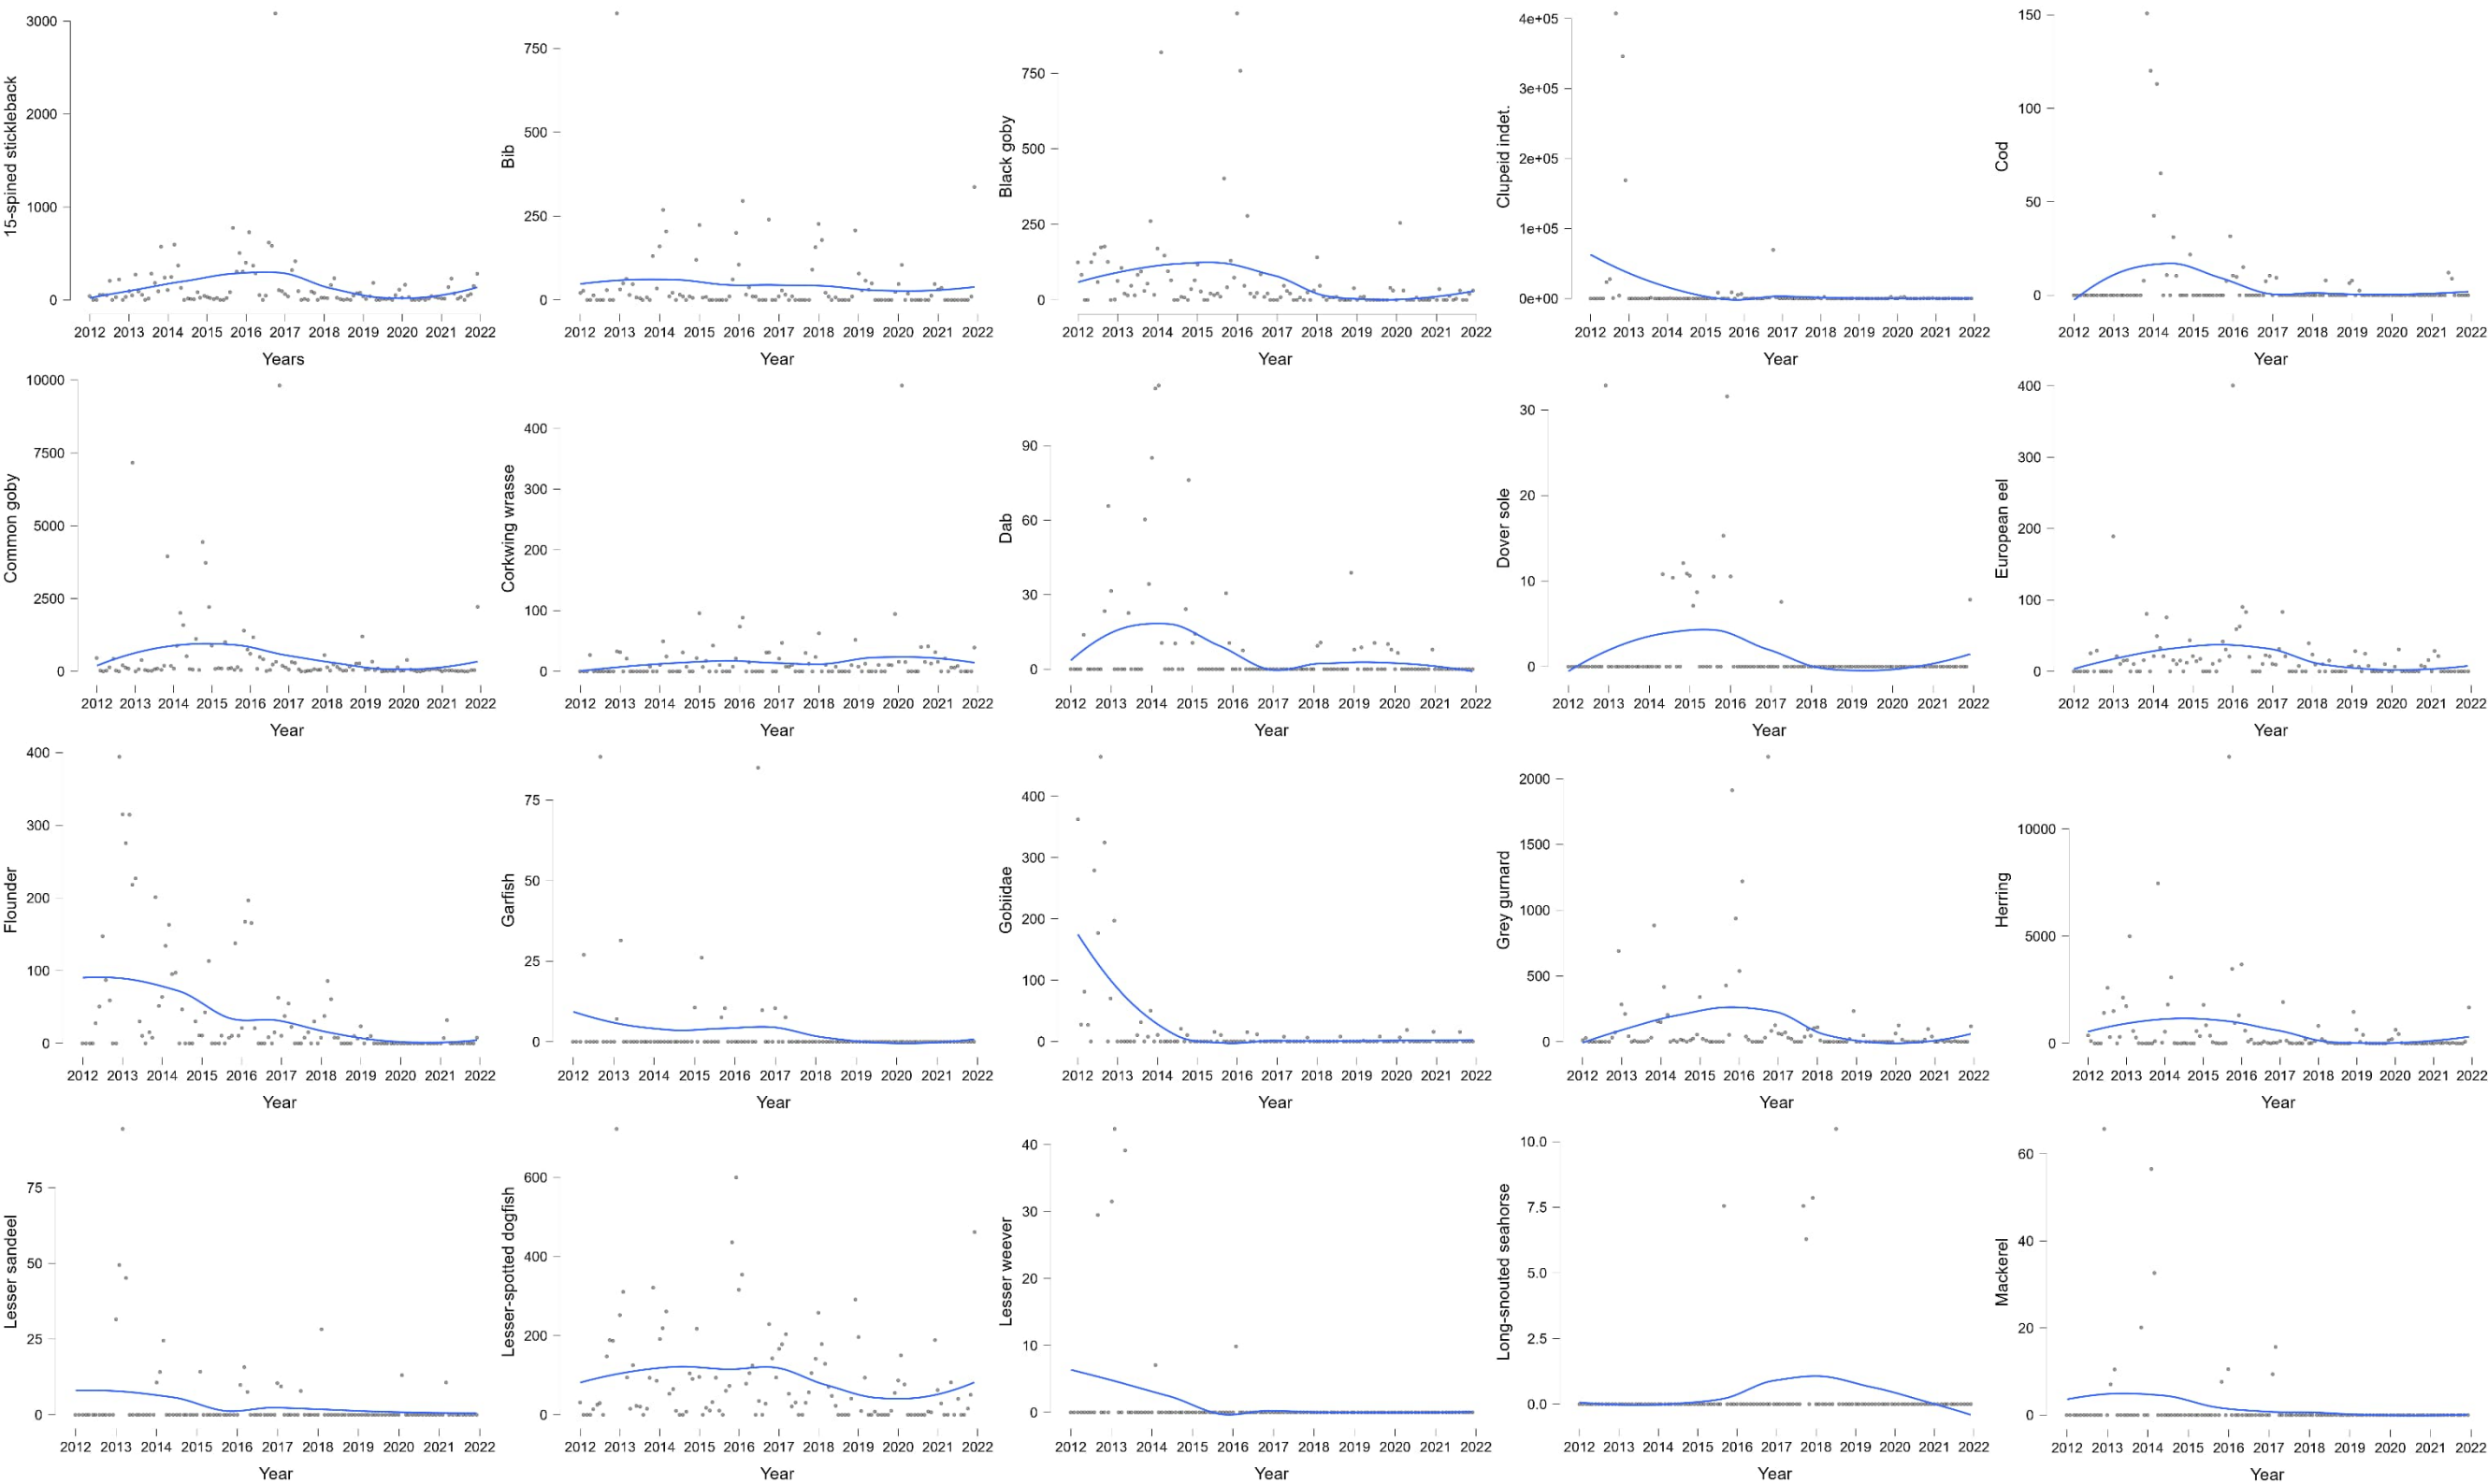 15-spined stickleback
3000
2000
1000
0
2012 2013 2014 2015 2016 2017 2018 2019 2020 2021 2022
Years
Bib
750
500
250
0
2012 2013 2014 2015 2016 2017 2018 2019 2020 2021 2022
Year
Black goby
750
500
250
0
2012 2013 2014 2015 2016 2017 2018 2019 2020 2021 2022
Year
Clupeid indet.
4e+05
3e+05
2e+05
1e+05
0e+00
2012 2013 2014 2015 2016 2017 2018 2019 2020 2021 2022
Year
Cod
150
100
50
0
2012 2013 2014 2015 2016 2017 2018 2019 2020 2021 2022
Year
Common goby
10000
7500
5000
2500
0
2012 2013 2014 2015 2016 2017 2018 2019 2020 2021 2022
Year
Corkwing wrasse
400
300
200
100
0
2012 2013 2014 2015 2016 2017 2018 2019 2020 2021 2022
Year
Dab
90
60
30
0
2012 2013 2014 2015 2016 2017 2018 2019 2020 2021 2022
Year
Dover sole
30
20
10
0
2012 2013 2014 2015 2016 2017 2018 2019 2020 2021 2022
Year
European eel
400
300
200
100
0
2012 2013 2014 2015 2016 2017 2018 2019 2020 2021 2022
Year
Flounder
400
300
200
100
0
2012 2013 2014 2015 2016 2017 2018 2019 2020 2021 2022
Year
Garfish
75
50
25
0
2012 2013 2014 2015 2016 2017 2018 2019 2020 2021 2022
Year
Gobiidae
400
300
200
100
0
2012 2013 2014 2015 2016 2017 2018 2019 2020 2021 2022
Year
Grey gurnard
2000
1500
1000
500
0
2012 2013 2014 2015 2016 2017 2018 2019 2020 2021 2022
Year
Herring
10000
5000
0
2012 2013 2014 2015 2016 2017 2018 2019 2020 2021 2022
Year
Lesser sandeel
75
50
25
0
2012 2013 2014 2015 2016 2017 2018 2019 2020 2021 2022
Year
Lesser-spotted dogfish
600
400
200
0
2012 2013 2014 2015 2016 2017 2018 2019 2020 2021 2022
Year
Lesser weever
40
30
20
10
0
2012 2013 2014 2015 2016 2017 2018 2019 2020 2021 2022
Year
Long-snouted seahorse
10.0
7.5
5.0
2.5
0.0
2012 2013 2014 2015 2016 2017 2018 2019 2020 2021 2022
Year
Mackerel
60
40
20
0
2012 2013 2014 2015 2016 2017 2018 2019 2020 2021 2022
Year